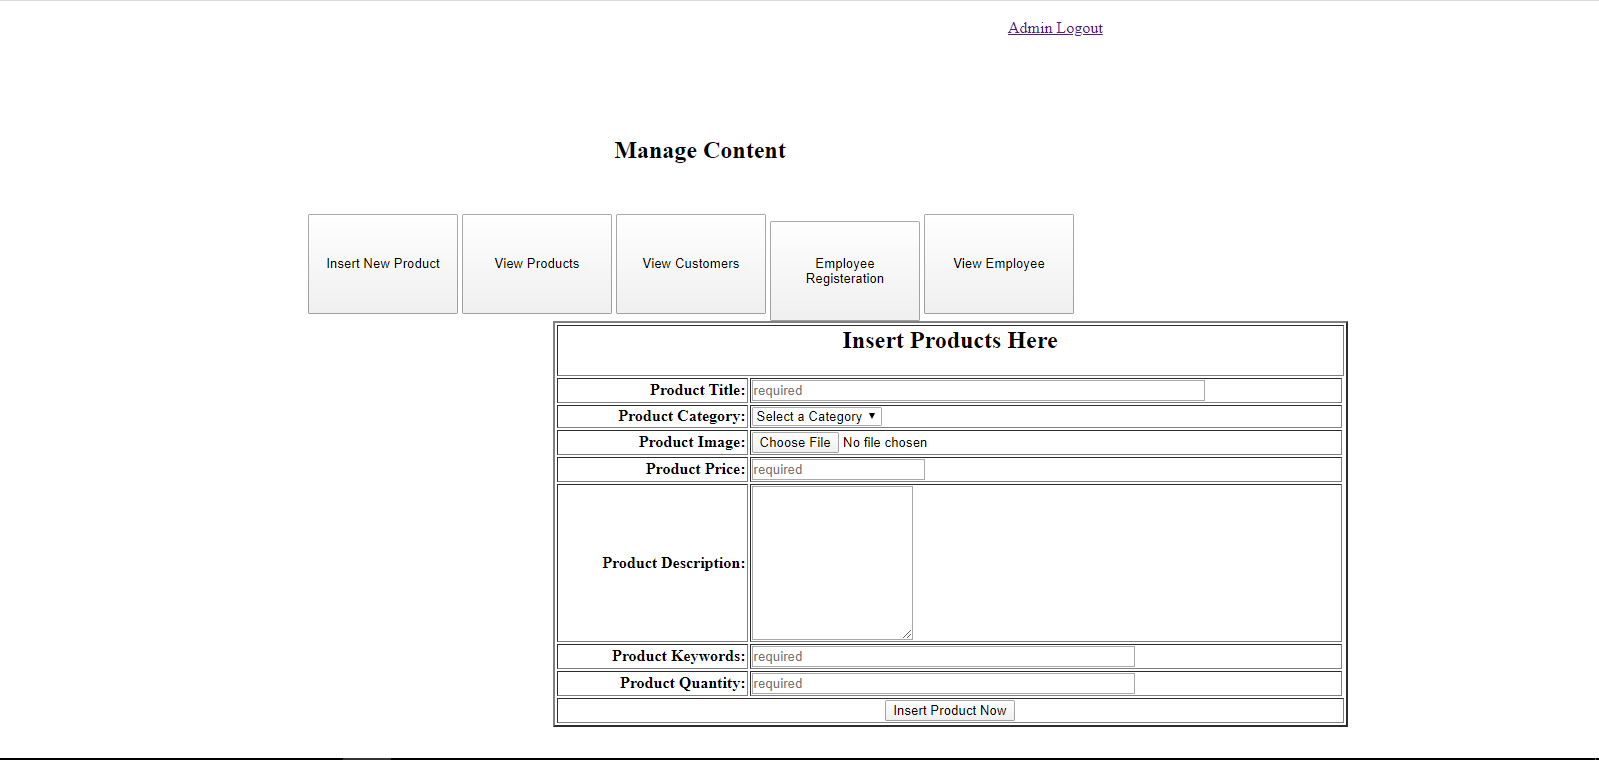 Admin Logout
Manage Content
Insert New Product View Products View Customers Employee Registeration View Employee
Insert Products Here
Product Title: required
Product Category: Select a Category
Product Image: Choose File No file chosen
Product Price: required
Product Description:
Product Keywords: required
Product Quantity: required
Insert Product Now